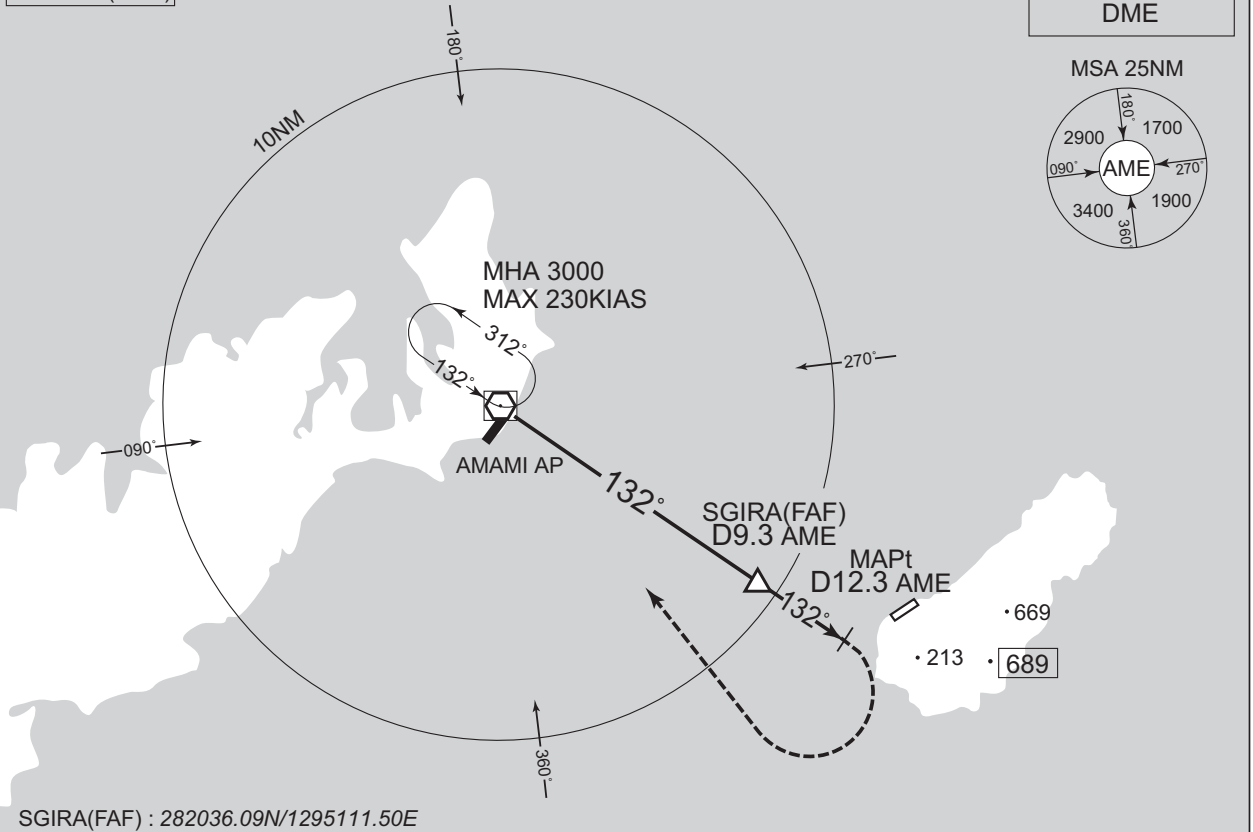 DME
MSA 25NM
180°
2900
1700
090°
AME
270°
3400
1900
360°
180°
10NM
MHA 3000
MAX 230KIAS
312°
132°
270°
090°
AMAMI AP
132°
SGIRA(FAF)
D9.3 AME
MAPt
D12.3 AME
132°
669
213
689
360°
SGIRA(FAF) : 282036.09N/1295111.50E